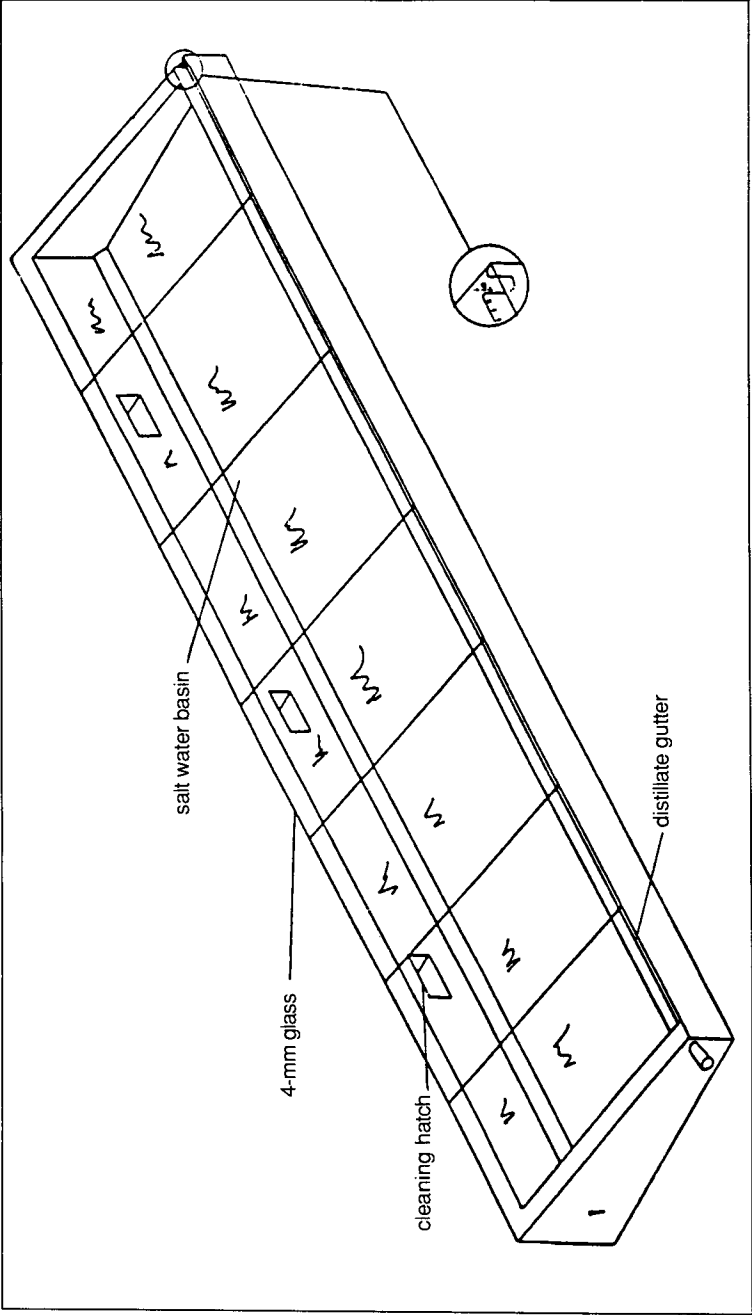 salt water basin
4-mm glass
cleaning hatch
distillate gutter